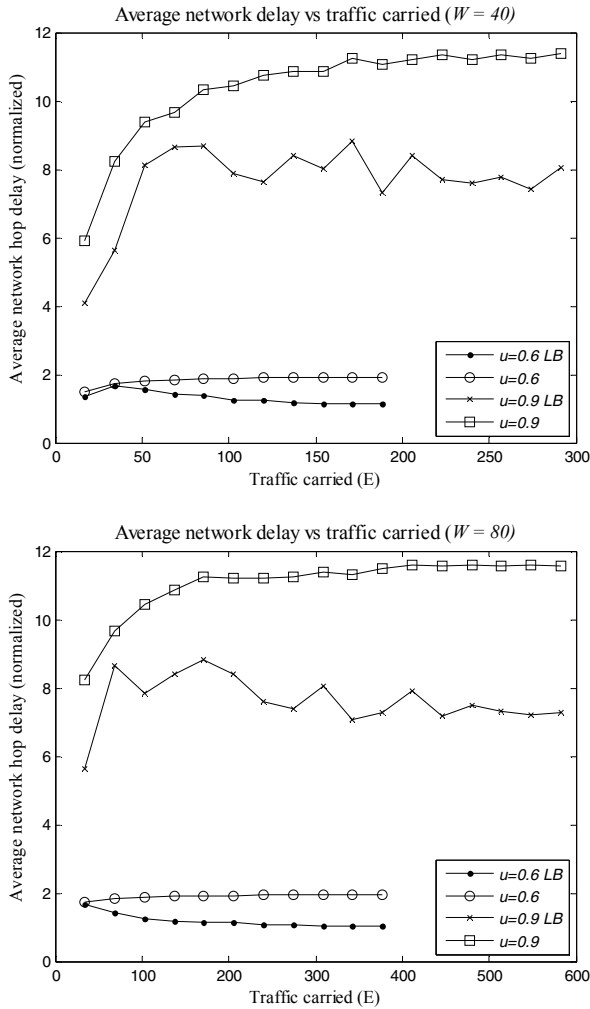 Average network delay vs traffic carried (W = 40)
Average network hop delay (normalized)
12
10
8
6
4
2
0
0 50 100 150 200 250 300
Traffic carried (E)
u=0.6 LB
u=0.6
u=0.9 LB
u=0.9
Average network delay vs traffic carried (W = 80)
Average network hop delay (normalized)
12
10
8
6
4
2
0
0 100 200 300 400 500 600
Traffic carried (E)
u=0.6 LB
u=0.6
u=0.9 LB
u=0.9